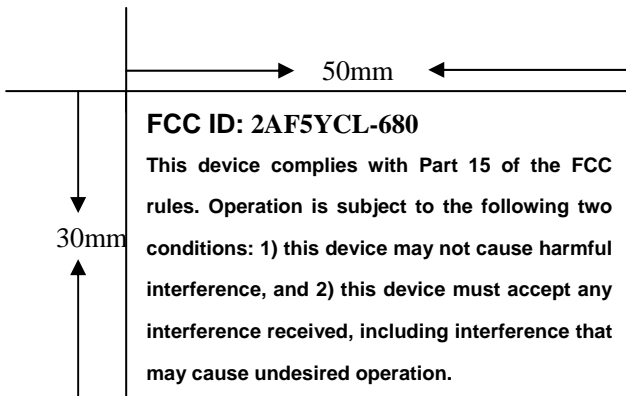 50mm
FCC ID: 2AF5YCL-680
This device complies with Part 15 of the FCC
rules. Operation is subject to the following two
30mm
conditions: 1) this device may not cause harmful
interference, and 2) this device must accept any
interference received, including interference that
may cause undesired operation.